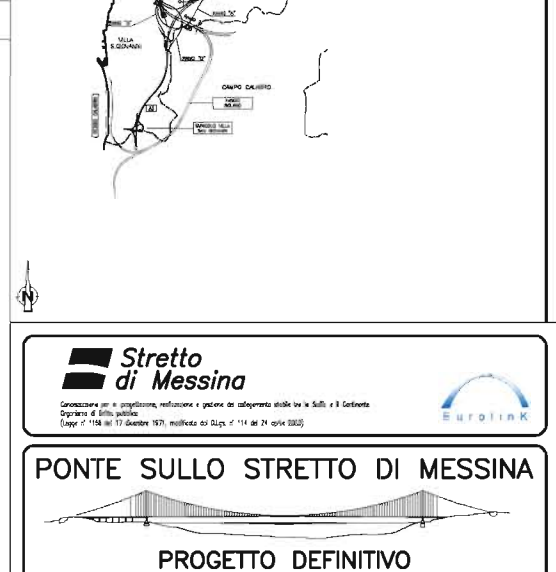 RAMO "A"
VILLA
S.GIOVANNI
CAMPO CALABRO
A3
N
Stretto
di Messina
Concessionaria per la progettazione, realizzazione e gestione del collegamento stabile tra la Sicilia e il Continente
Organismo di Diritto pubblico
(Legge n° 1158 del 17 dicembre 1971, modificata dal D.Lgs. n° 114 del 24 aprile 2003)
EurolinK
PONTE SULLO STRETTO DI MESSINA
PROGETTO DEFINITIVO